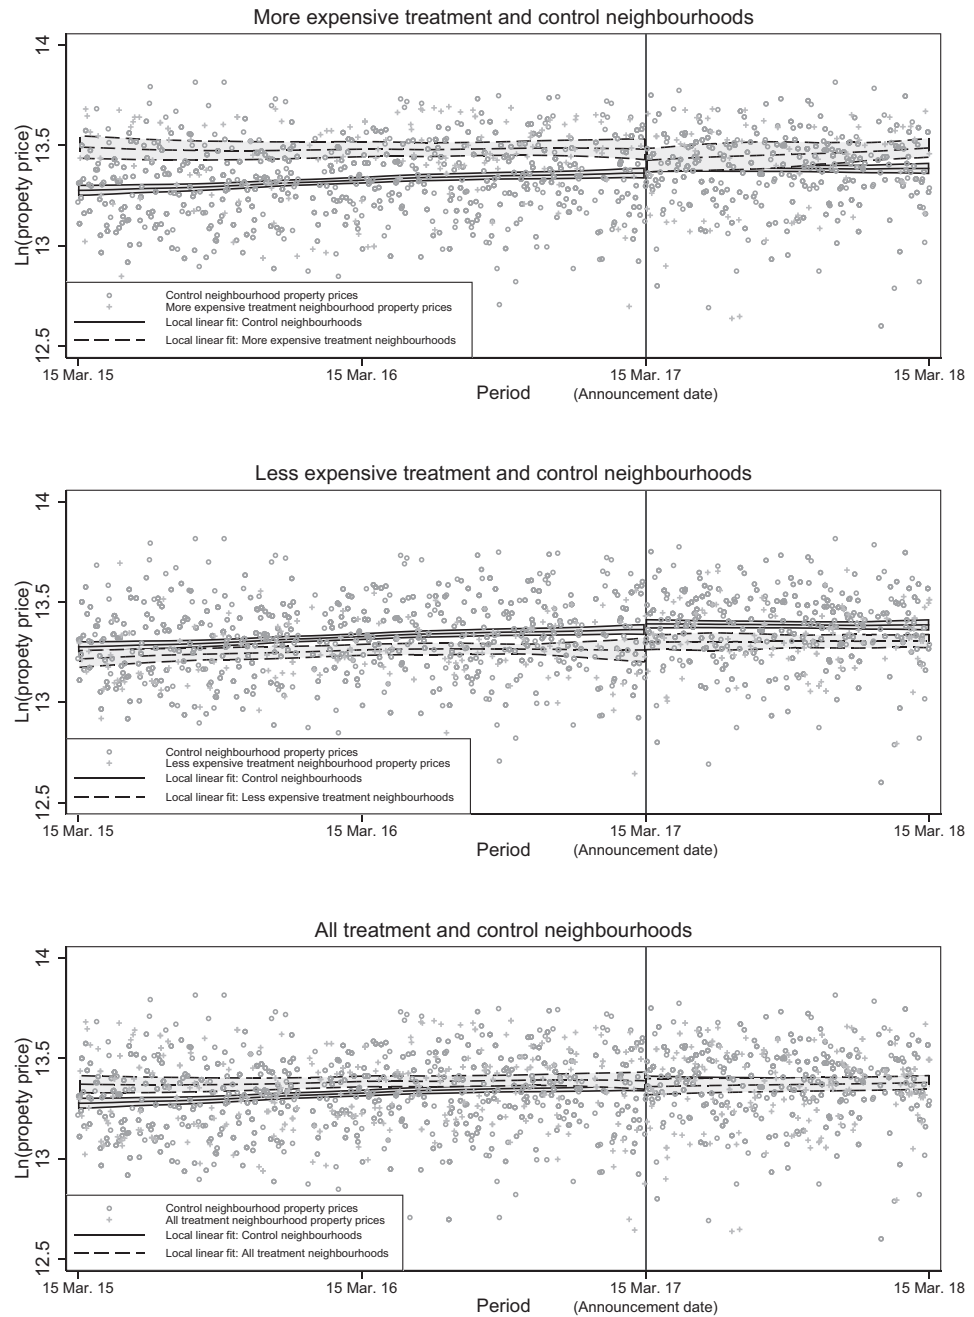 More expensive treatment and control neighbourhoods
Ln(propety price)
14
13.5
13
12.5
Control neighbourhood property prices
More expensive treatment neighbourhood property prices
Local linear fit: Control neighbourhoods
Local linear fit: More expensive treatment neighbourhoods
15 Mar. 15 15 Mar. 16 15 Mar. 17 15 Mar. 18
Period (Announcement date)
Less expensive treatment and control neighbourhoods
Ln(propety price)
14
13.5
13
12.5
Control neighbourhood property prices
Less expensive treatment neighbourhood property prices
Local linear fit: Control neighbourhoods
Local linear fit: Less expensive treatment neighbourhoods
15 Mar. 15 15 Mar. 16 15 Mar. 17 15 Mar. 18
Period (Announcement date)
All treatment and control neighbourhoods
Ln(propety price)
14
13.5
13
12.5
Control neighbourhood property prices
All treatment neighbourhood property prices
Local linear fit: Control neighbourhoods
Local linear fit: All treatment neighbourhoods
15 Mar. 15 15 Mar. 16 15 Mar. 17 15 Mar. 18
Period (Announcement date)